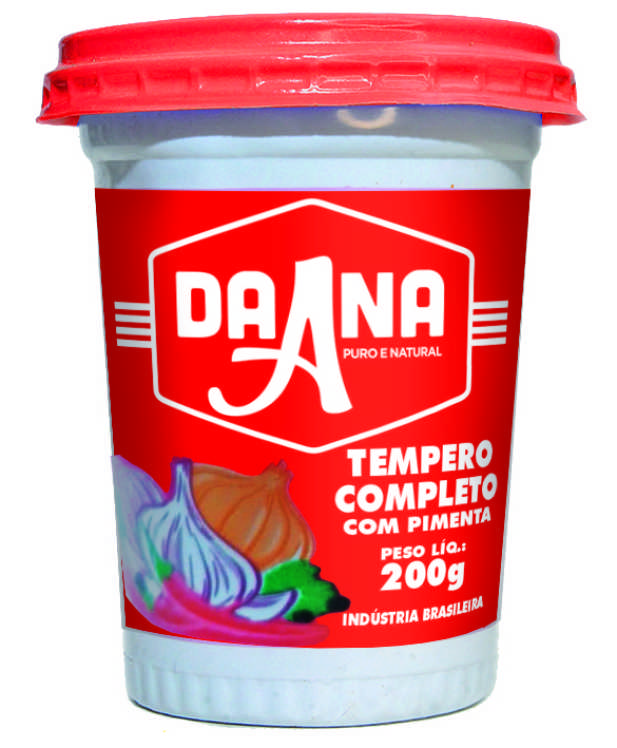 DAANA
PURO E NATURAL
TEMPERO
COMPLETO
COM PIMENTA
PESO LÍQ.:
200g
INDÚSTRIA BRASILEIRA